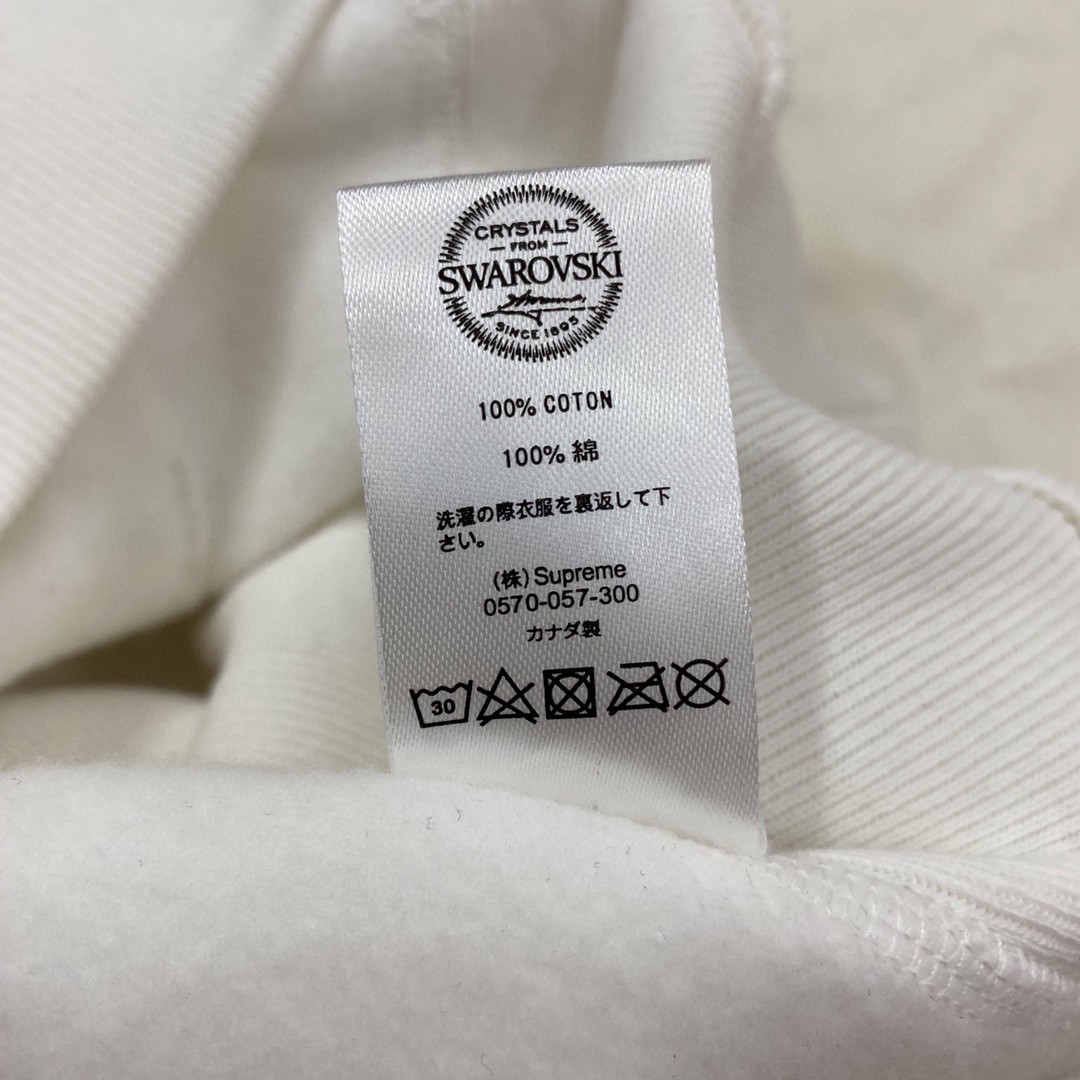 CRYSTALS
FROM
SWAROVSKI
SINCE 1895
100% COTON
100% 綿
洗濯の際衣服を裏返して下
さい。
(株) Supreme
0570-057-300
カナダ製
30